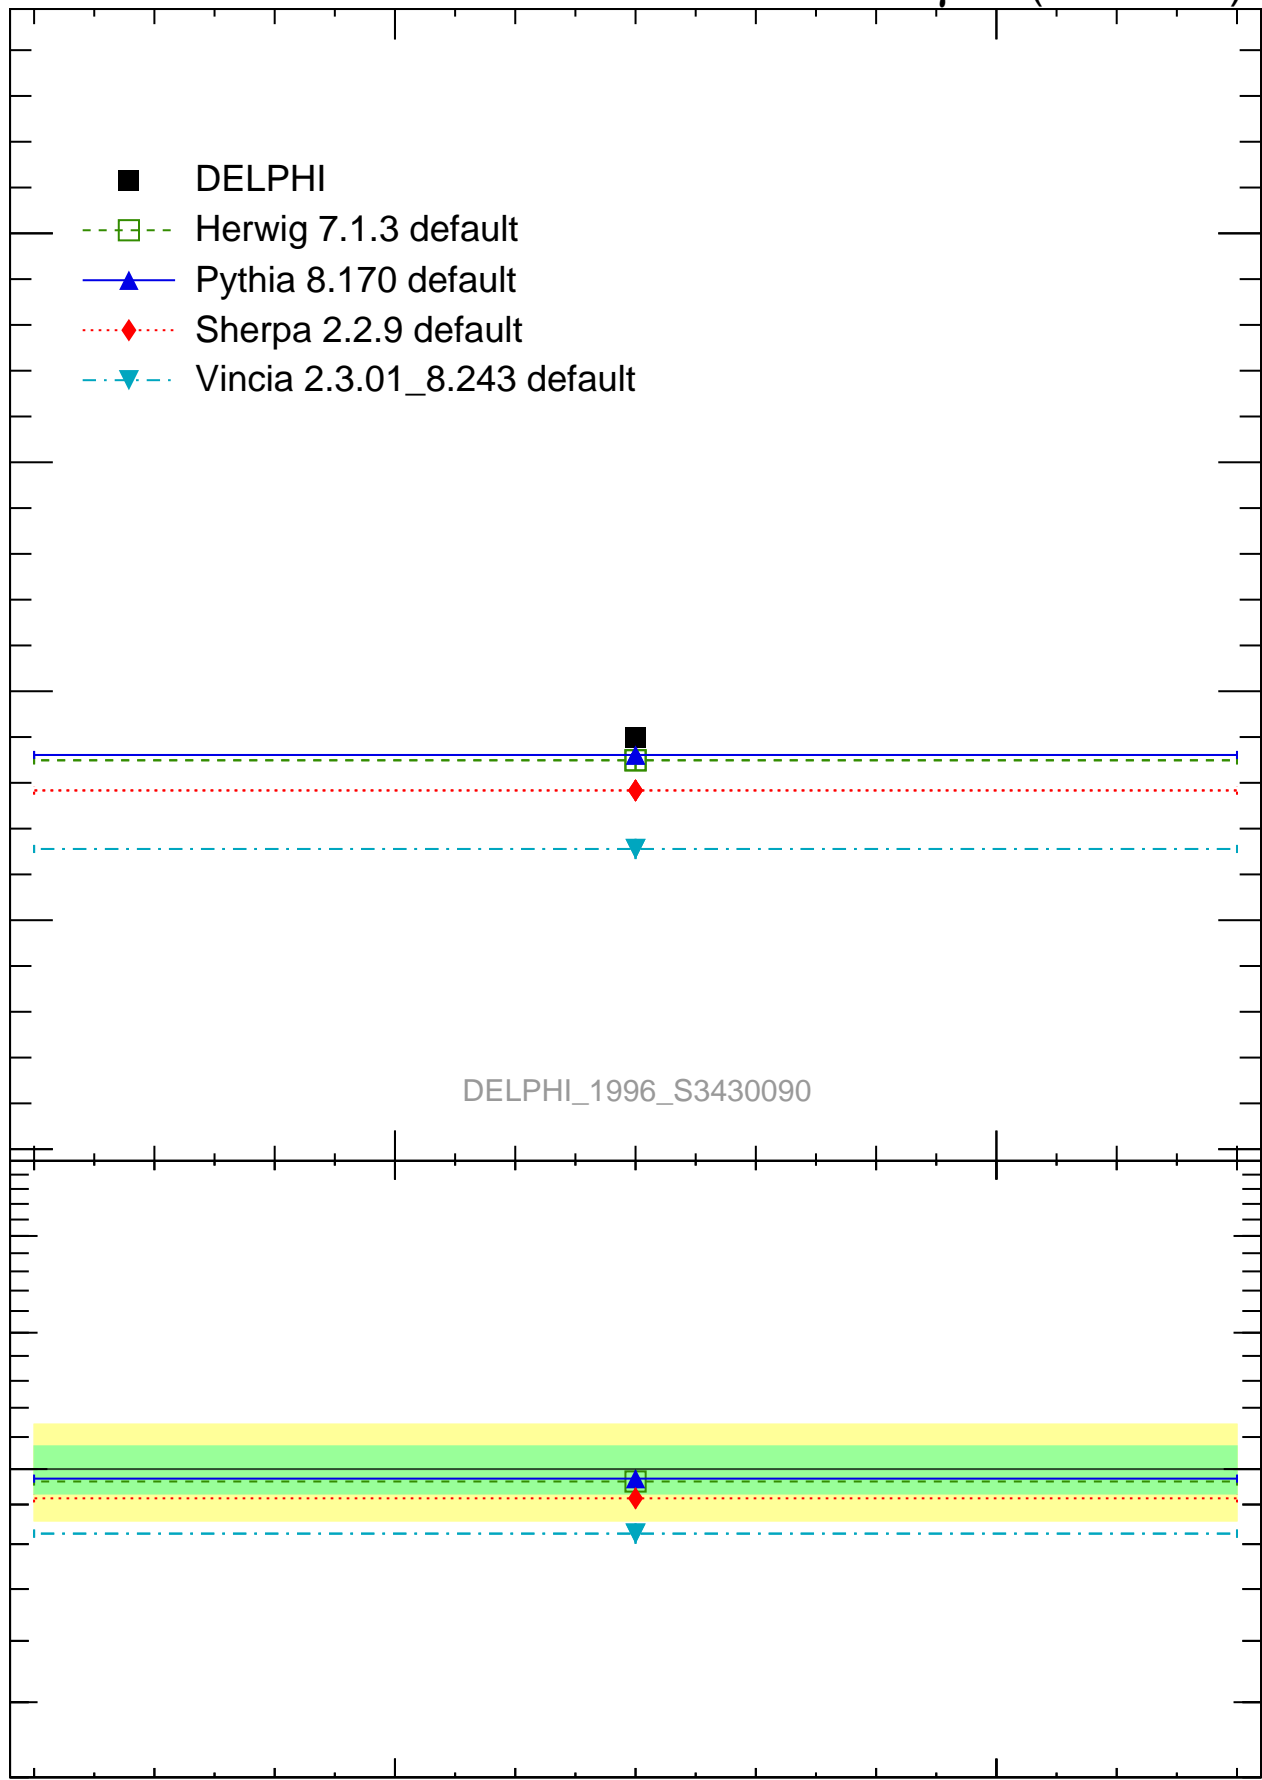 DELPHI
Herwig 7.1.3 default
Pythia 8.170 default
Sherpa 2.2.9 default
Vincia 2.3.01_8.243 default
DELPHI_1996_S3430090